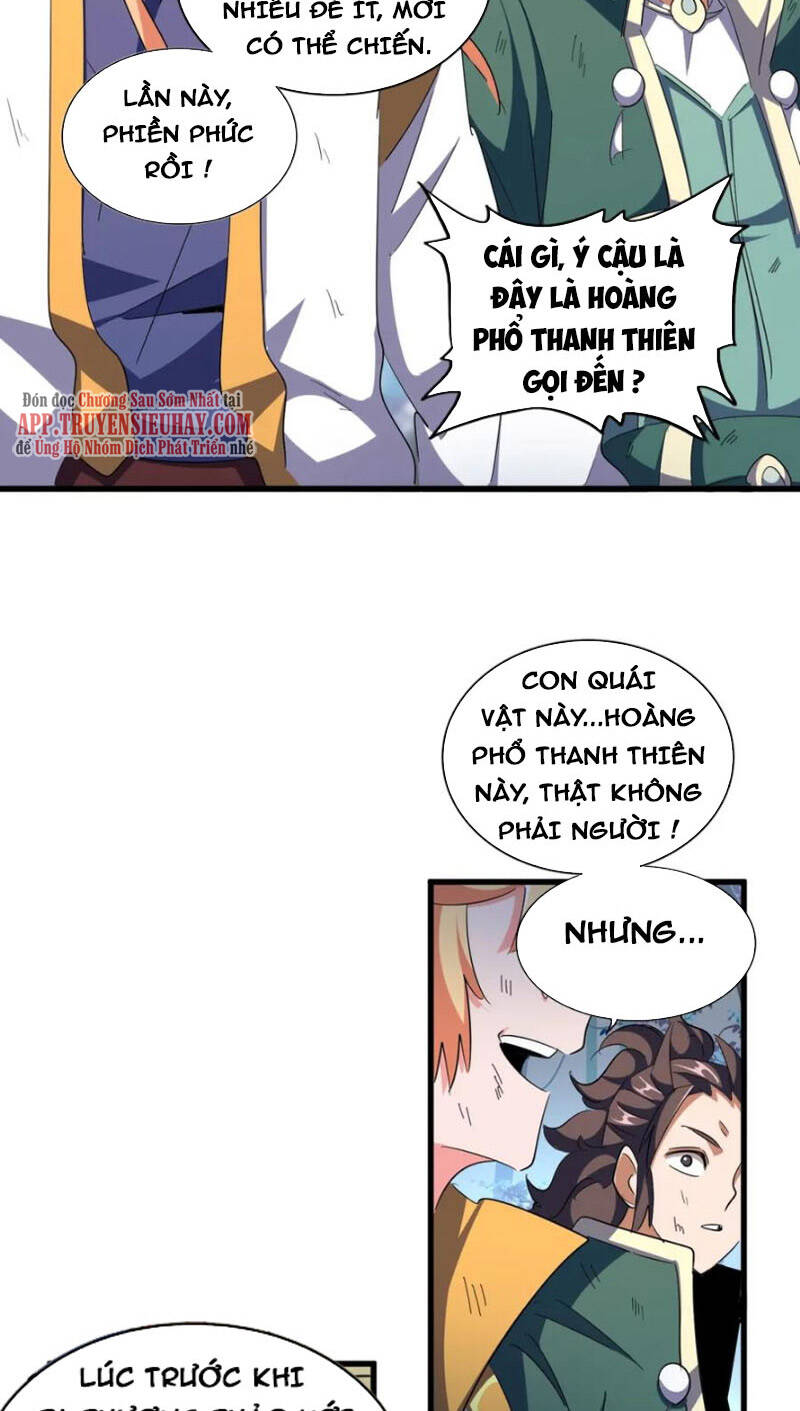 NHIỀU ĐỂ ÍT, MỚI
CÓ THỂ CHIẾN.
LẦN NÀY,
PHIỀN PHỨC
RỒI !
CÁI GÌ, Ý CẬU LÀ
ĐÂY LÀ HOÀNG
PHỔ THANH THIÊN
GỌI ĐẾN ?
Đón đọc Chương Sau Sớm Nhất tại
APP.TRUYENSIEUHAY.COM
để Ủng Hộ Nhóm Dịch Phát Triển nhé
CON QUÁI
VẬT NÀY...HOÀNG
PHỔ THANH THIÊN
NÀY, THẬT KHÔNG
PHẢI NGƯỜI !
NHƯNG...
LÚC TRƯỚC KHI